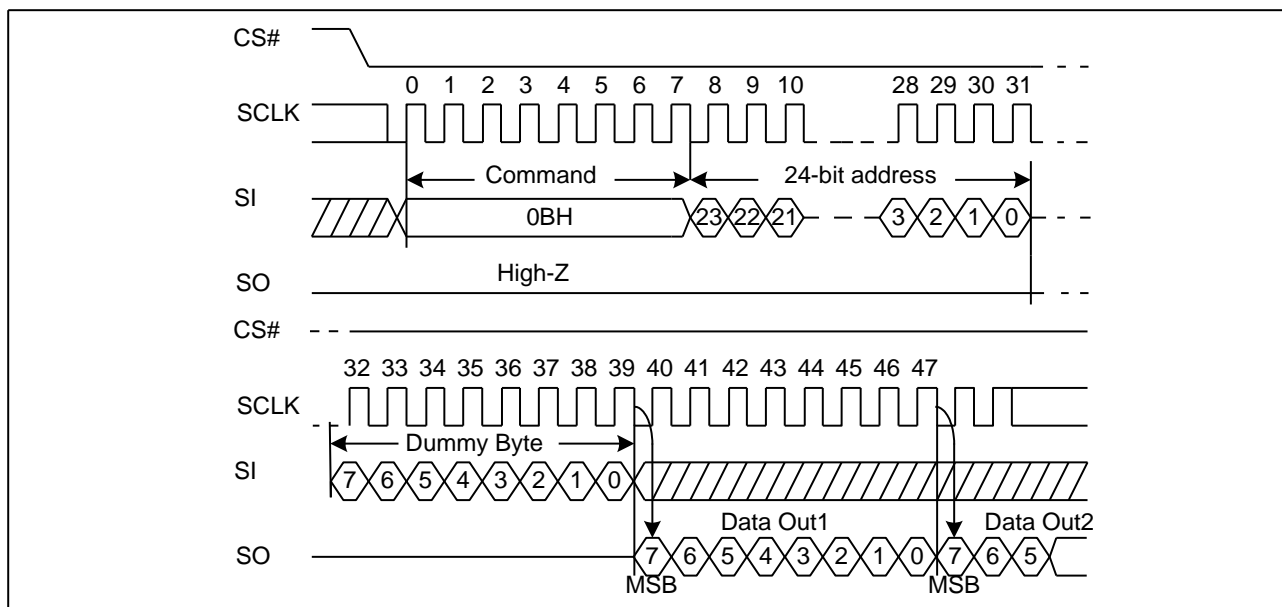 CS#
0 1 2 3 4 5 6 7 8 9 10 28 29 30 31
SCLK
Command 24-bit address
SI
0BH 23 22 21 3 2 1 0
High-Z
SO
CS#
32 33 34 35 36 37 38 39 40 41 42 43 44 45 46 47
SCLK
Dummy Byte
SI
7 6 5 4 3 2 1 0
Data Out1 Data Out2
SO
7 6 5 4 3 2 1 0 7 6 5
MSB MSB